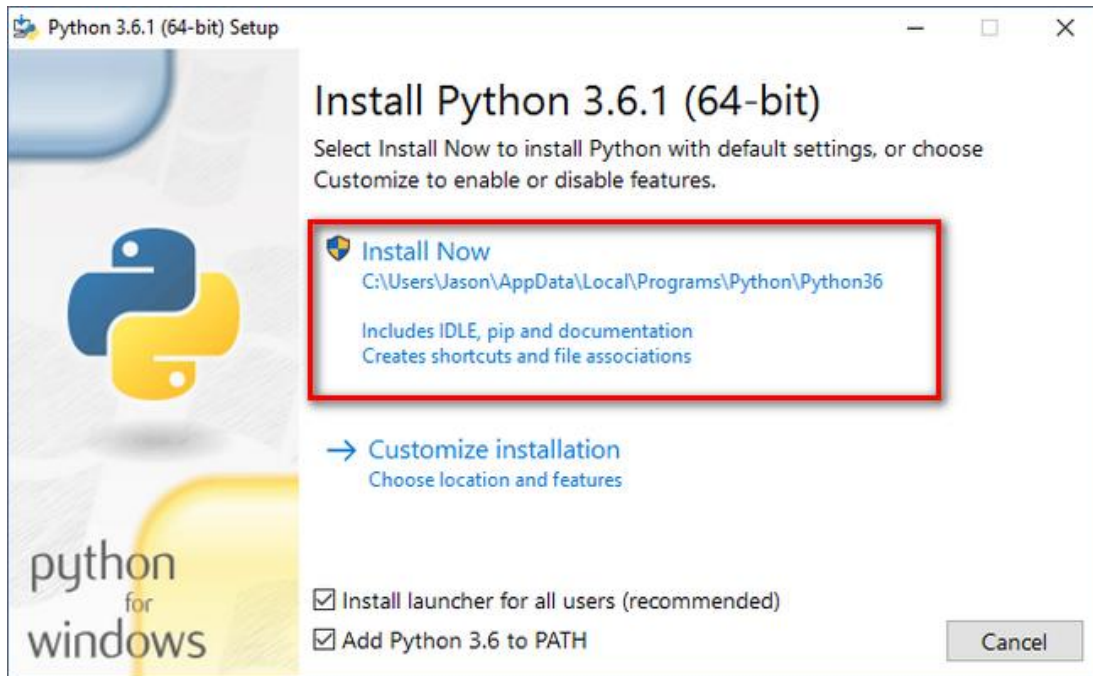 Python 3.6.1 (64-bit) Setup
Install Python 3.6.1 (64-bit)
Select Install Now to install Python with default settings, or choose
Customize to enable or disable features.
Install Now
C:\Users\Jason\AppData\Local\Programs\Python\Python36
Includes IDLE, pip and documentation
Creates shortcuts and file associations
Customize installation
Choose location and features
python
for
windows
Install launcher for all users (recommended)
Add Python 3.6 to PATH
Cancel